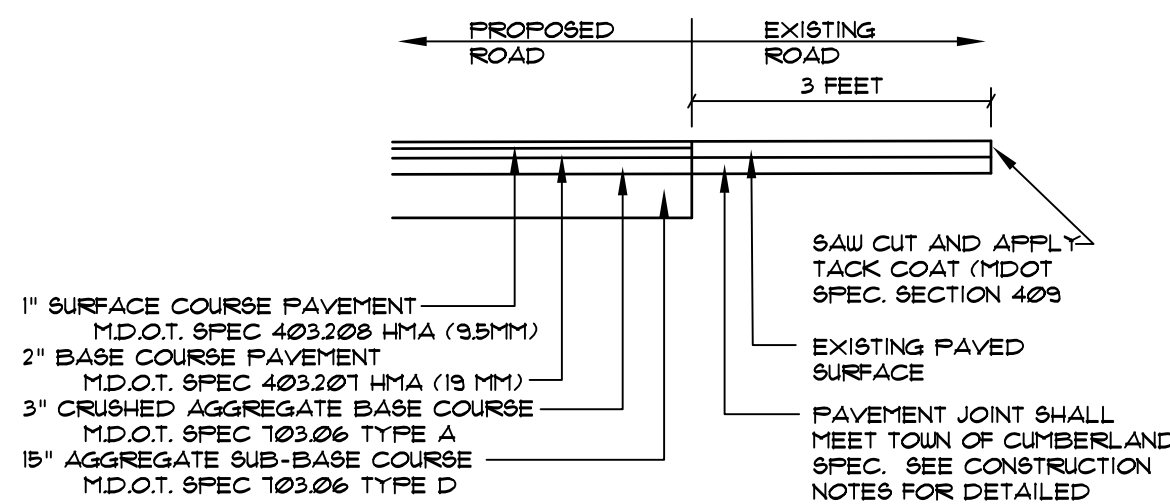 PROPOSED
ROAD
EXISTING
ROAD
3 FEET
1" SURFACE COURSE PAVEMENT
M.D.O.T. SPEC 403.208 HMA (9.5MM)
2" BASE COURSE PAVEMENT
M.D.O.T. SPEC 403.207 HMA (19 MM)
3" CRUSHED AGGREGATE BASE COURSE
M.D.O.T. SPEC 703.06 TYPE A
15" AGGREGATE SUB-BASE COURSE
M.D.O.T. SPEC 703.06 TYPE D
SAW CUT AND APPLY
TACK COAT (MDOT
SPEC. SECTION 409
EXISTING PAVED
SURFACE
PAVEMENT JOINT SHALL
MEET TOWN OF CUMBERLAND
SPEC. SEE CONSTRUCTION
NOTES FOR DETAILED